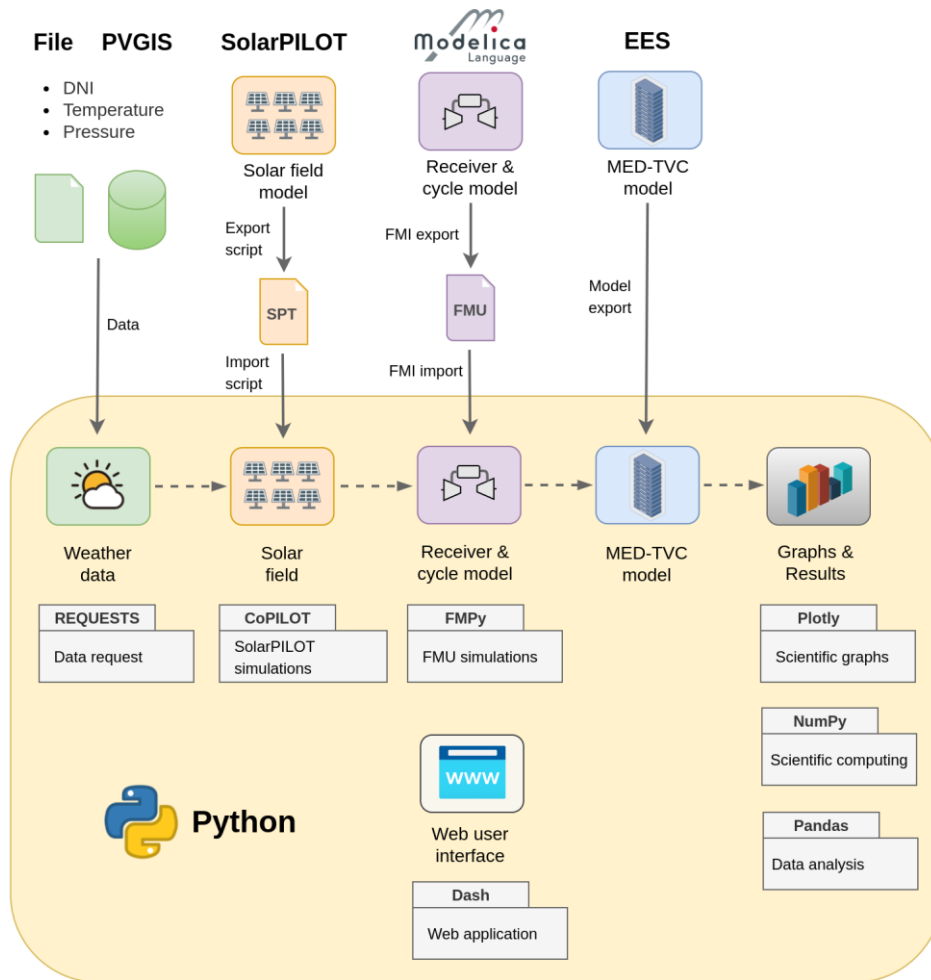 File PVGIS
SolarPILOT
Modelica
Language
EES
• DNI
• Temperature
• Pressure
Solar field
model
Receiver &
cycle model
MED-TVC
model
Export
script
FMI export
Model
export
SPT
FMU
Data
Import
script
FMI import
Weather
data
Solar
field
Receiver &
cycle model
MED-TVC
model
Graphs &
Results
REQUESTS
Data request
CoPILOT
SolarPILOT
simulations
FMPy
FMU simulations
Plotly
Scientific graphs
NumPy
Scientific computing
Pandas
Data analysis
www
Web user
interface
Python
Dash
Web application